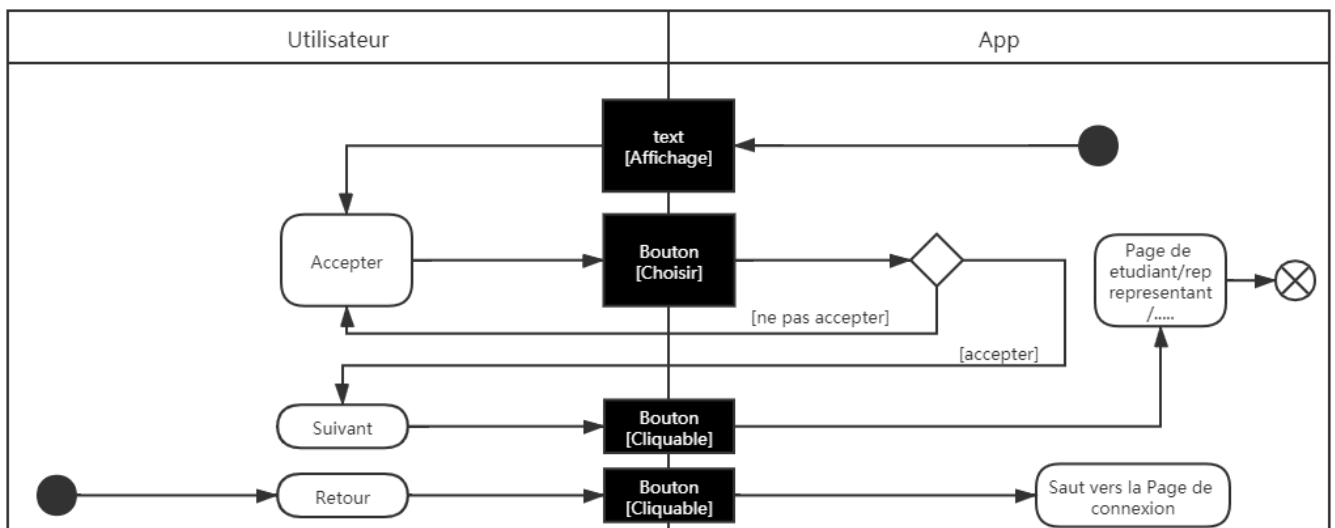 Utilisateur
App
text
[Affichage]
Accepter
Bouton
[Choisir]
Page de
etudiant/rep
representant
/.....
[ne pas accepter]
[accepter]
Suivant
Bouton
[Cliquable]
Retour
Bouton
[Cliquable]
Saut vers la Page de
connexion